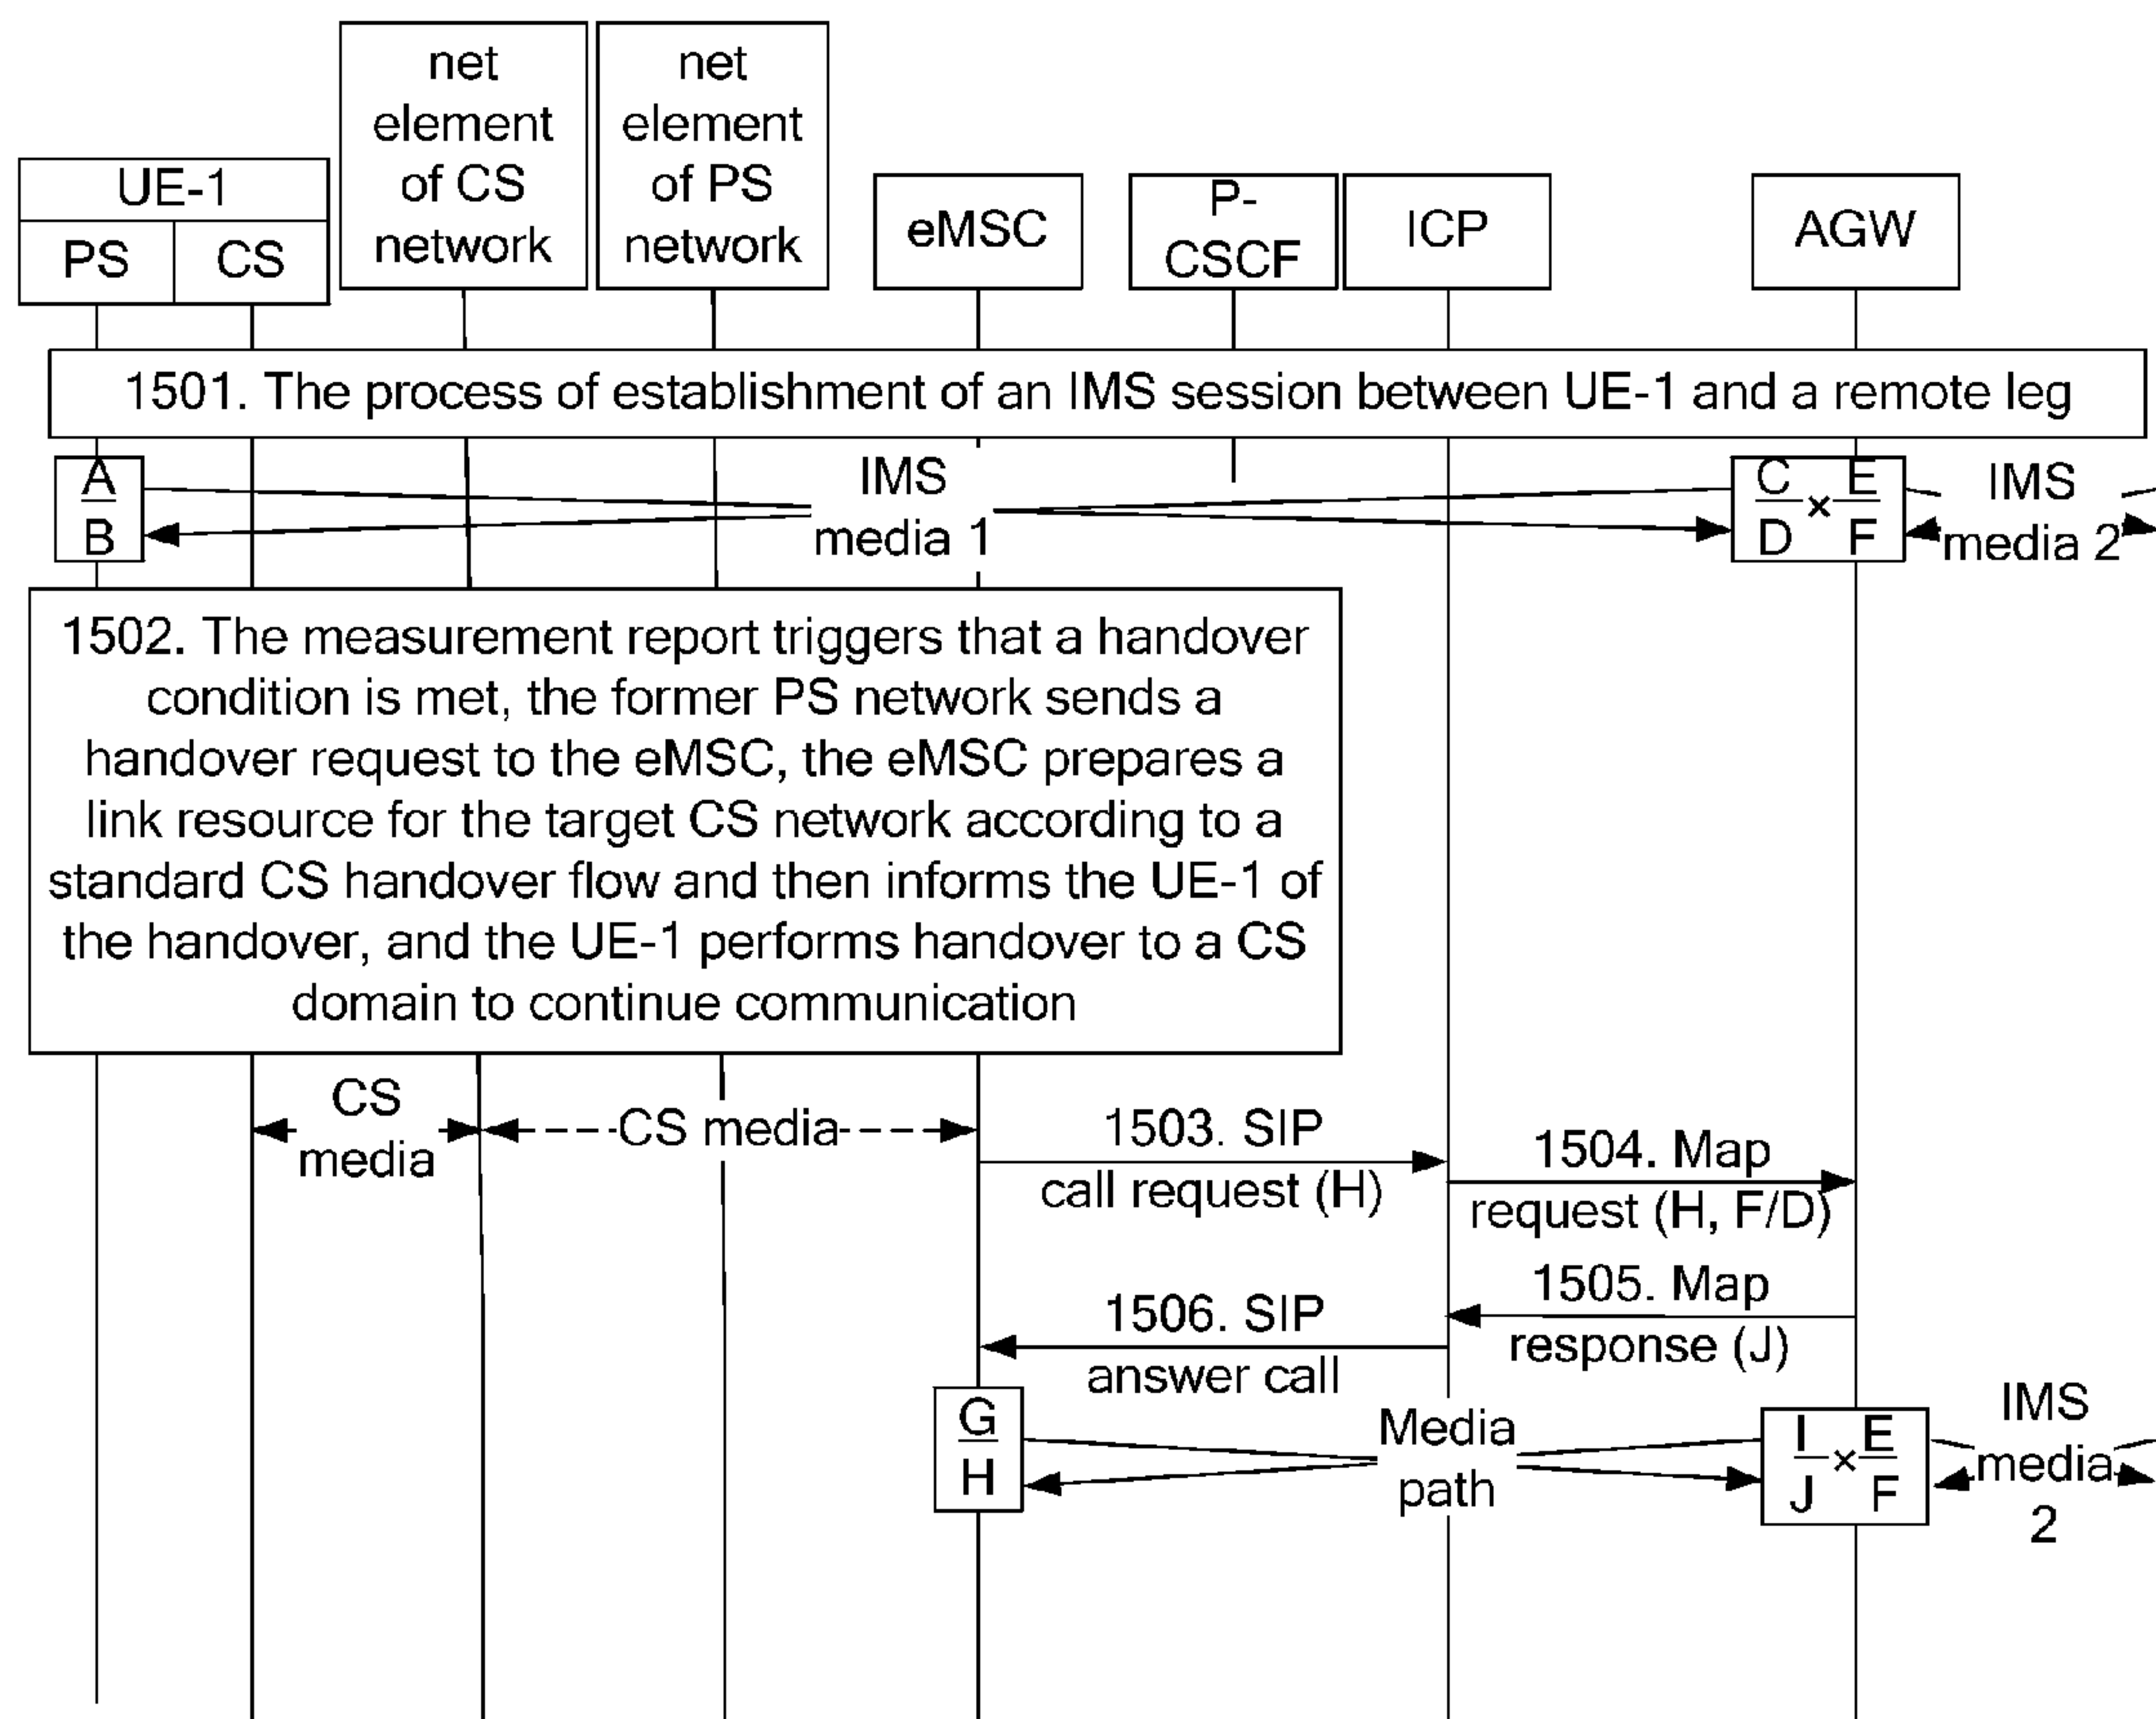 net
element
of CS
network
net
element
of PS
network
UE-1
PS
CS
eMSC
P-
CSCF
ICP
AGW
1501. The process of establishment of an IMS session between UE-1 and a remote leg
A
B
IMS
media 1
C
D
×
E
F
IMS
media 2
1502. The measurement report triggers that a handover
condition is met, the former PS network sends a
handover request to the eMSC, the eMSC prepares a
link resource for the target CS network according to a
standard CS handover flow and then informs the UE-1 of
the handover, and the UE-1 performs handover to a CS
domain to continue communication
CS
media
CS media
1503. SIP
call request (H)
1504. Map
request (H, F/D)
1505. Map
response (J)
1506. SIP
answer call
G
H
Media
path
I
J
×
E
F
IMS
media
2